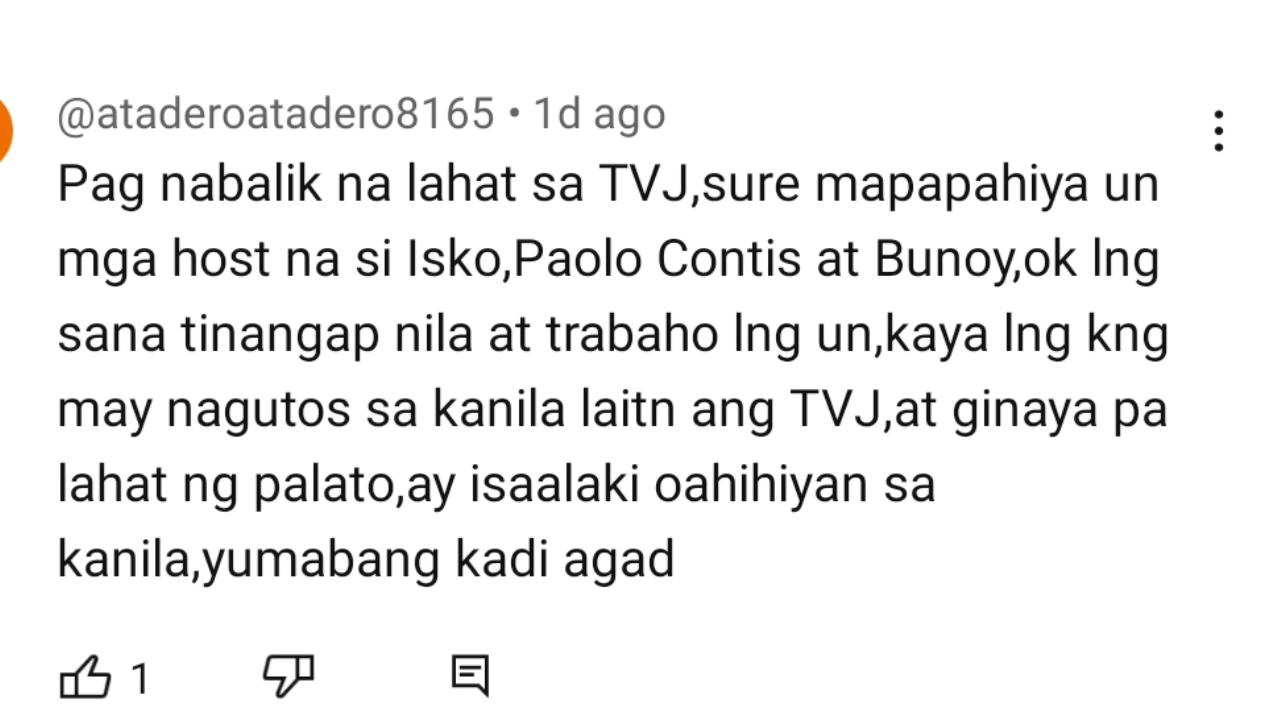 @ataderoatadero8165 • 1d ago
Pag nabalik na lahat sa TVJ,sure mapapahiya un
mga host na si Isko,Paolo Contis at Bunoy,ok lng
sana tinangap nila at trabaho lng un,kaya lng kng
may nagutos sa kanila laitn ang TVJ,at ginaya pa
lahat ng palato,ay isaalaki oahihiyan sa
kanila,yumabang kadi agad
1